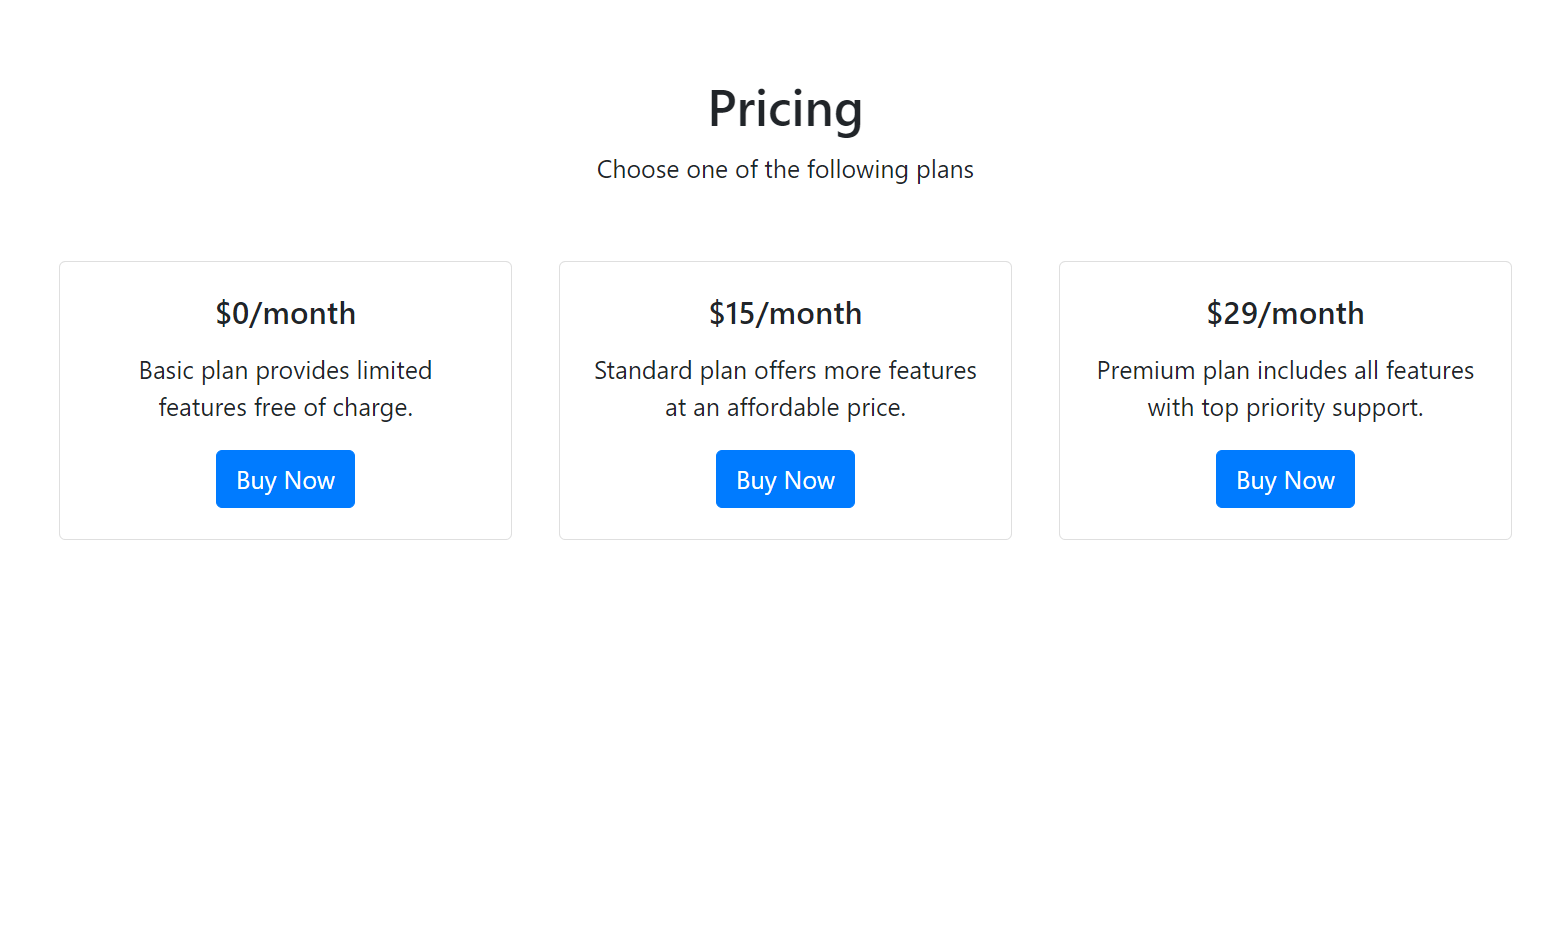 Pricing
Choose one of the following plans
$0/month
Basic plan provides limited
features free of charge.
Buy Now
$15/month
Standard plan offers more features
at an affordable price.
Buy Now
$29/month
Premium plan includes all features
with top priority support.
Buy Now